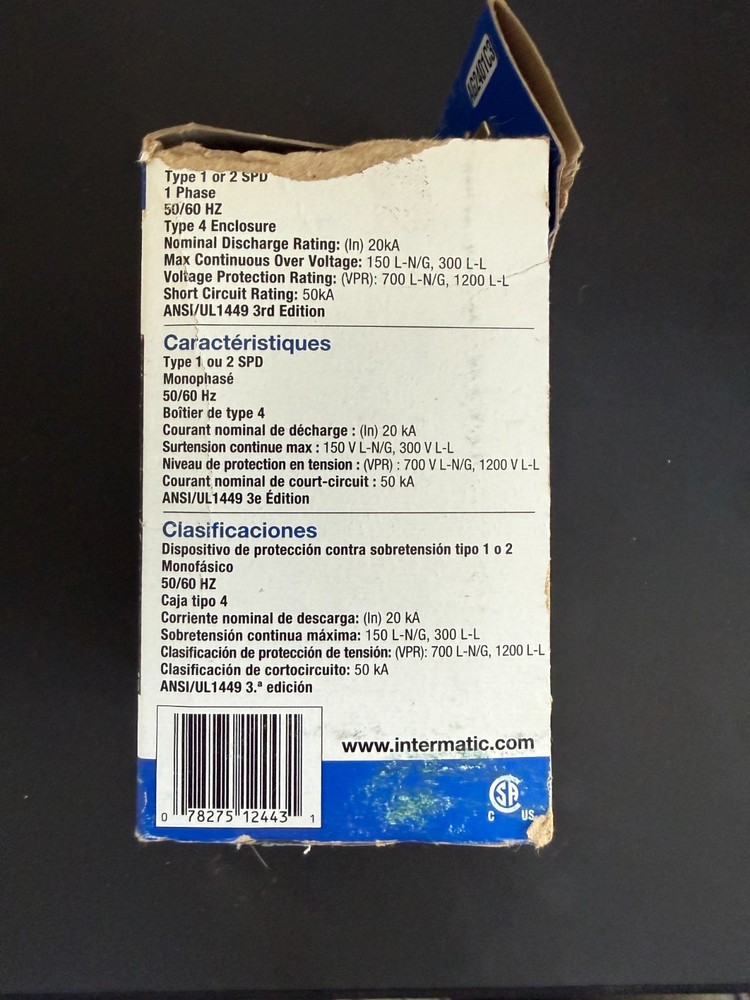 AG2401C3
Type 1 or 2 SPD
1 Phase
50/60 HZ
Type 4 Enclosure
Nominal Discharge Rating: (In) 20kA
Max Continuous Over Voltage: 150 L-N/G, 300 L-L
Voltage Protection Rating: (VPR): 700 L-N/G, 1200 L-L
Short Circuit Rating: 50kA
ANSI/UL1449 3rd Edition
Caractéristiques
Type 1 ou 2 SPD
Monophasé
50/60 Hz
Boîtier de type 4
Courant nominal de décharge : (In) 20 kA
Surtension continue max : 150 V L-N/G, 300 V L-L
Niveau de protection en tension : (VPR) : 700 V L-N/G, 1200 V L-L
Courant nominal de court-circuit : 50 kA
ANSI/UL1449 3e Édition
Clasificaciones
Dispositivo de protección contra sobretensión tipo 1 o 2
Monofásico
50/60 HZ
Caja tipo 4
Corriente nominal de descarga: (In) 20 kA
Sobretensión continua máxima: 150 L-N/G, 300 L-L
Clasificación de protección de tensión: (VPR): 700 L-N/G, 1200 L-L
Clasificación de cortocircuito: 50 kA
ANSI/UL1449 3.ª edición
www.intermatic.com
0 78275 12443 1
SA
C US